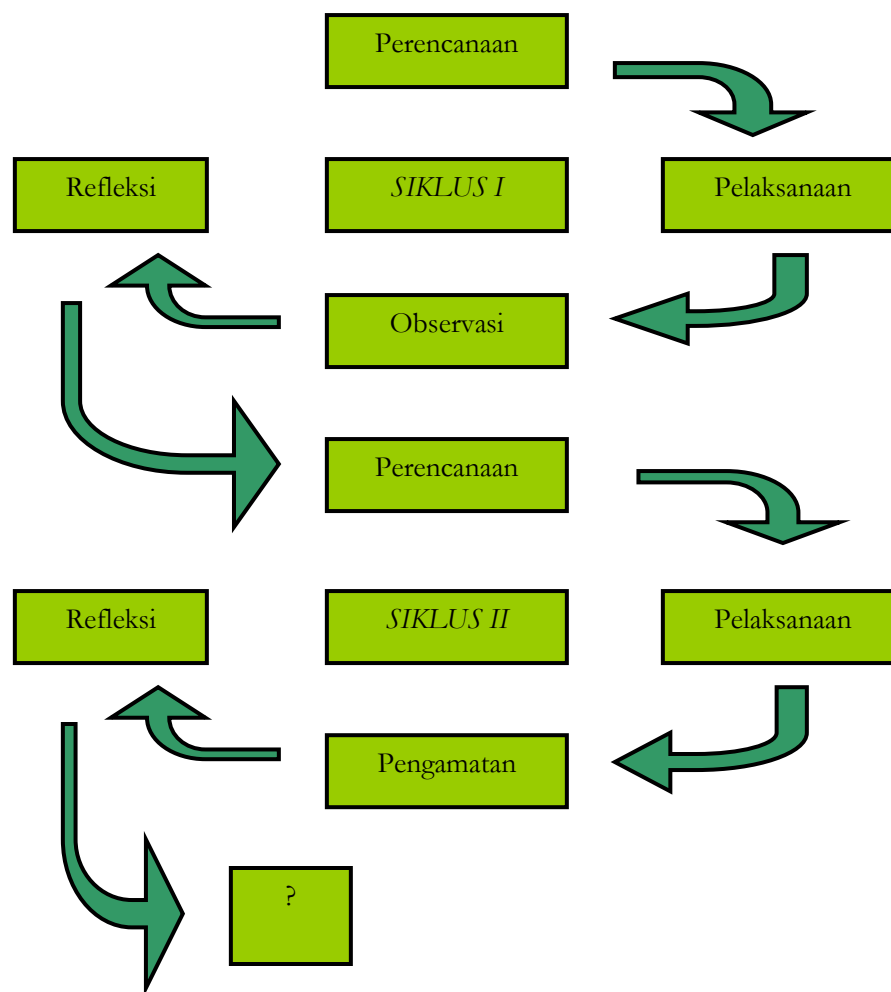 Perencanaan
Refleksi
SIKLUS I
Pelaksanaan
Observasi
Perencanaan
Refleksi
SIKLUS II
Pelaksanaan
Pengamatan
?